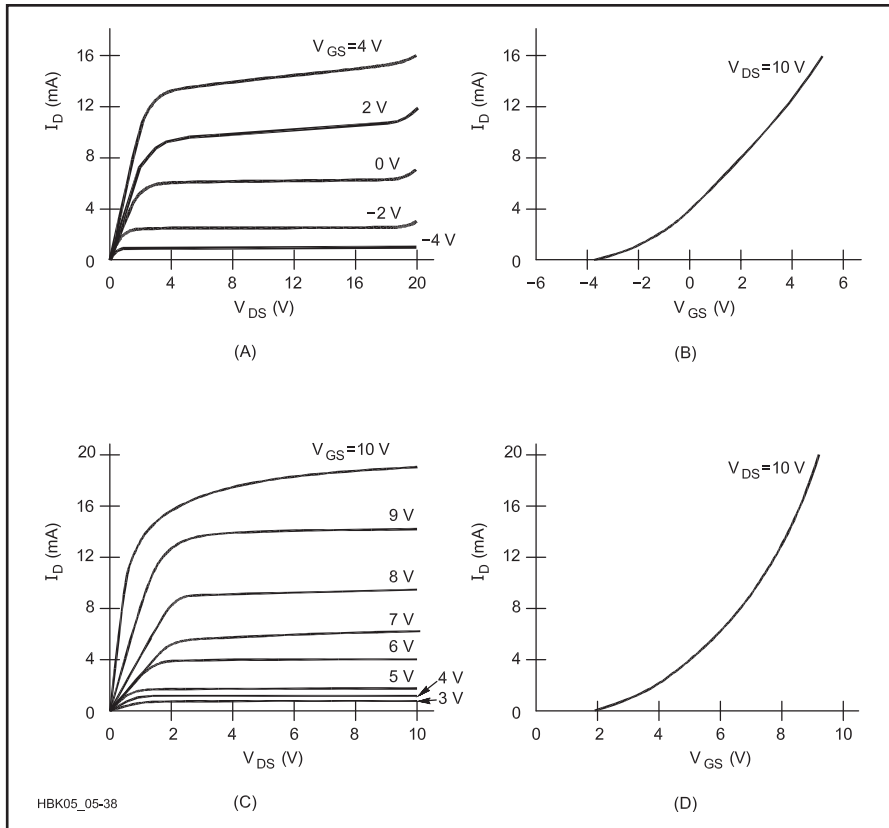 V GS=4 V
16
12
8
4
0
I D (mA)
2 V
0 V
−2 V
−4 V
0 4 8 12 16 20
V DS (V)
(A)
16
12
8
4
0
I D (mA)
V DS=10 V
−6 −4 −2 0 2 4 6
V GS (V)
(B)
20
16
12
8
4
0
I D (mA)
V GS=10 V
9 V
8 V
7 V
6 V
5 V
4 V
3 V
0 2 4 6 8 10
V DS (V)
(C)
20
16
12
8
4
0
I D (mA)
V DS=10 V
0 2 4 6 8 10
V GS (V)
(D)
HBK05_05-38